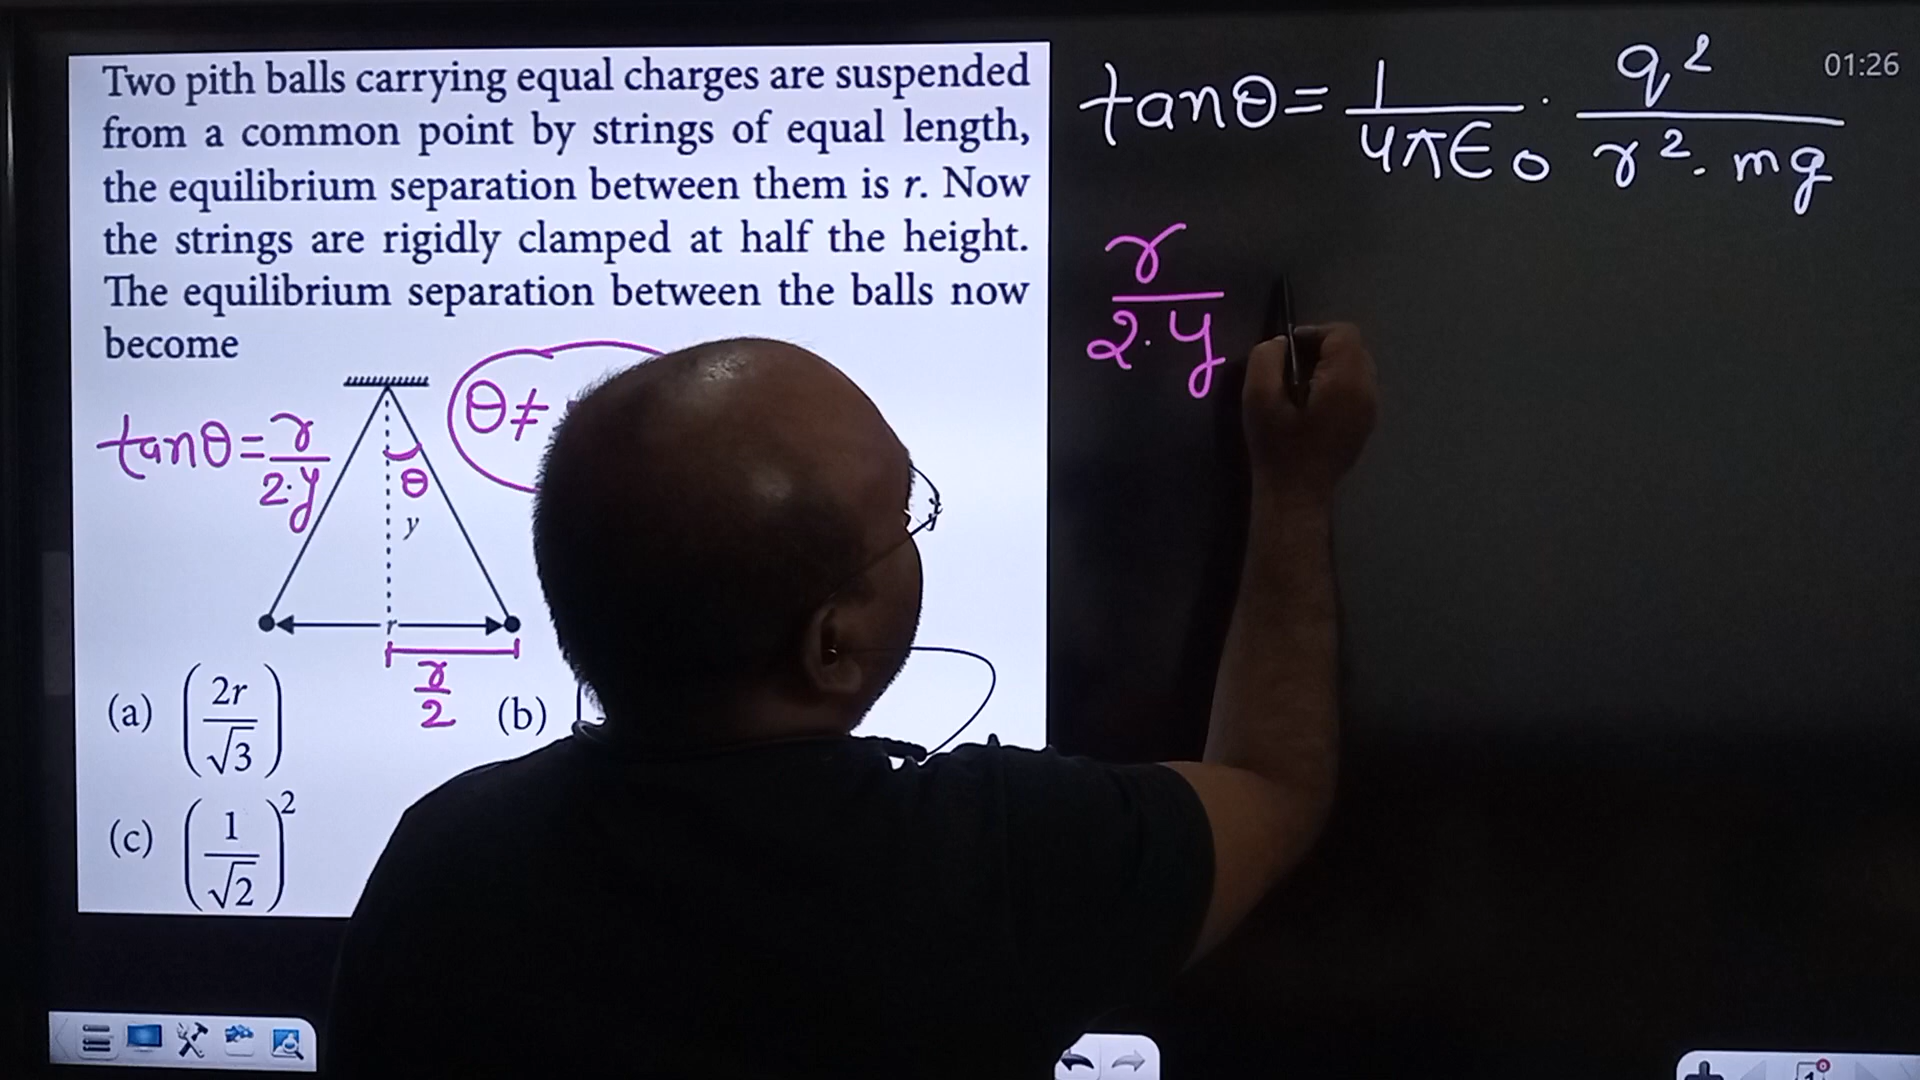 Two pith balls carrying equal charges are suspended
from a common point by strings of equal length,
the equilibrium separation between them is r. Now
the strings are rigidly clamped at half the height.
The equilibrium separation between the balls now
become
tanθ = r/2·y
θ≠
θ
y
r
r/2
(a) (2r/√3)
(b)
(c) (1/√2)²
tanθ = 1/4πϵ₀ · q²/r²·mg
r/2·y
01:26